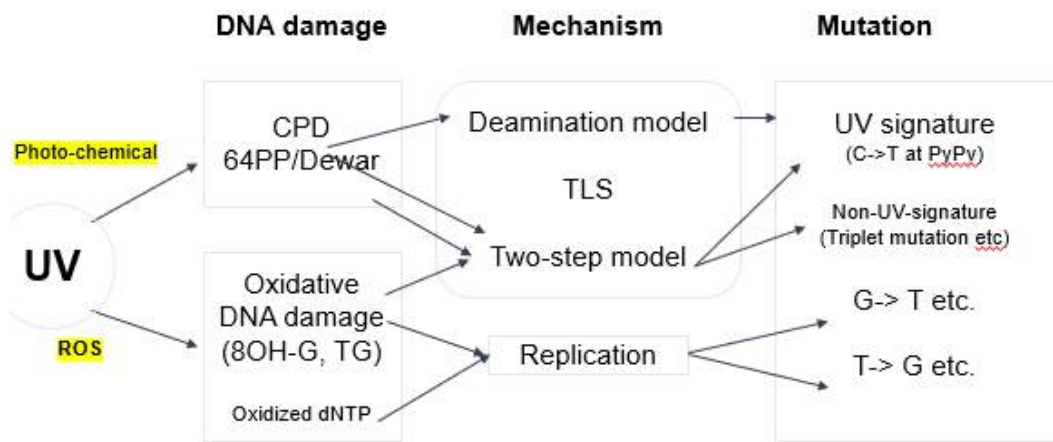 DNA damage
Mechanism
Mutation
Photo-chemical
UV
ROS
CPD
64PP/Dewar
Oxidative
DNA damage
(8OH-G, TG)
Oxidized dNTP
Deamination model
TLS
Two-step model
Replication
UV signature
(C->T at PyPy)
Non-UV-signature
(Triplet mutation etc)
G-> T etc.
T-> G etc.